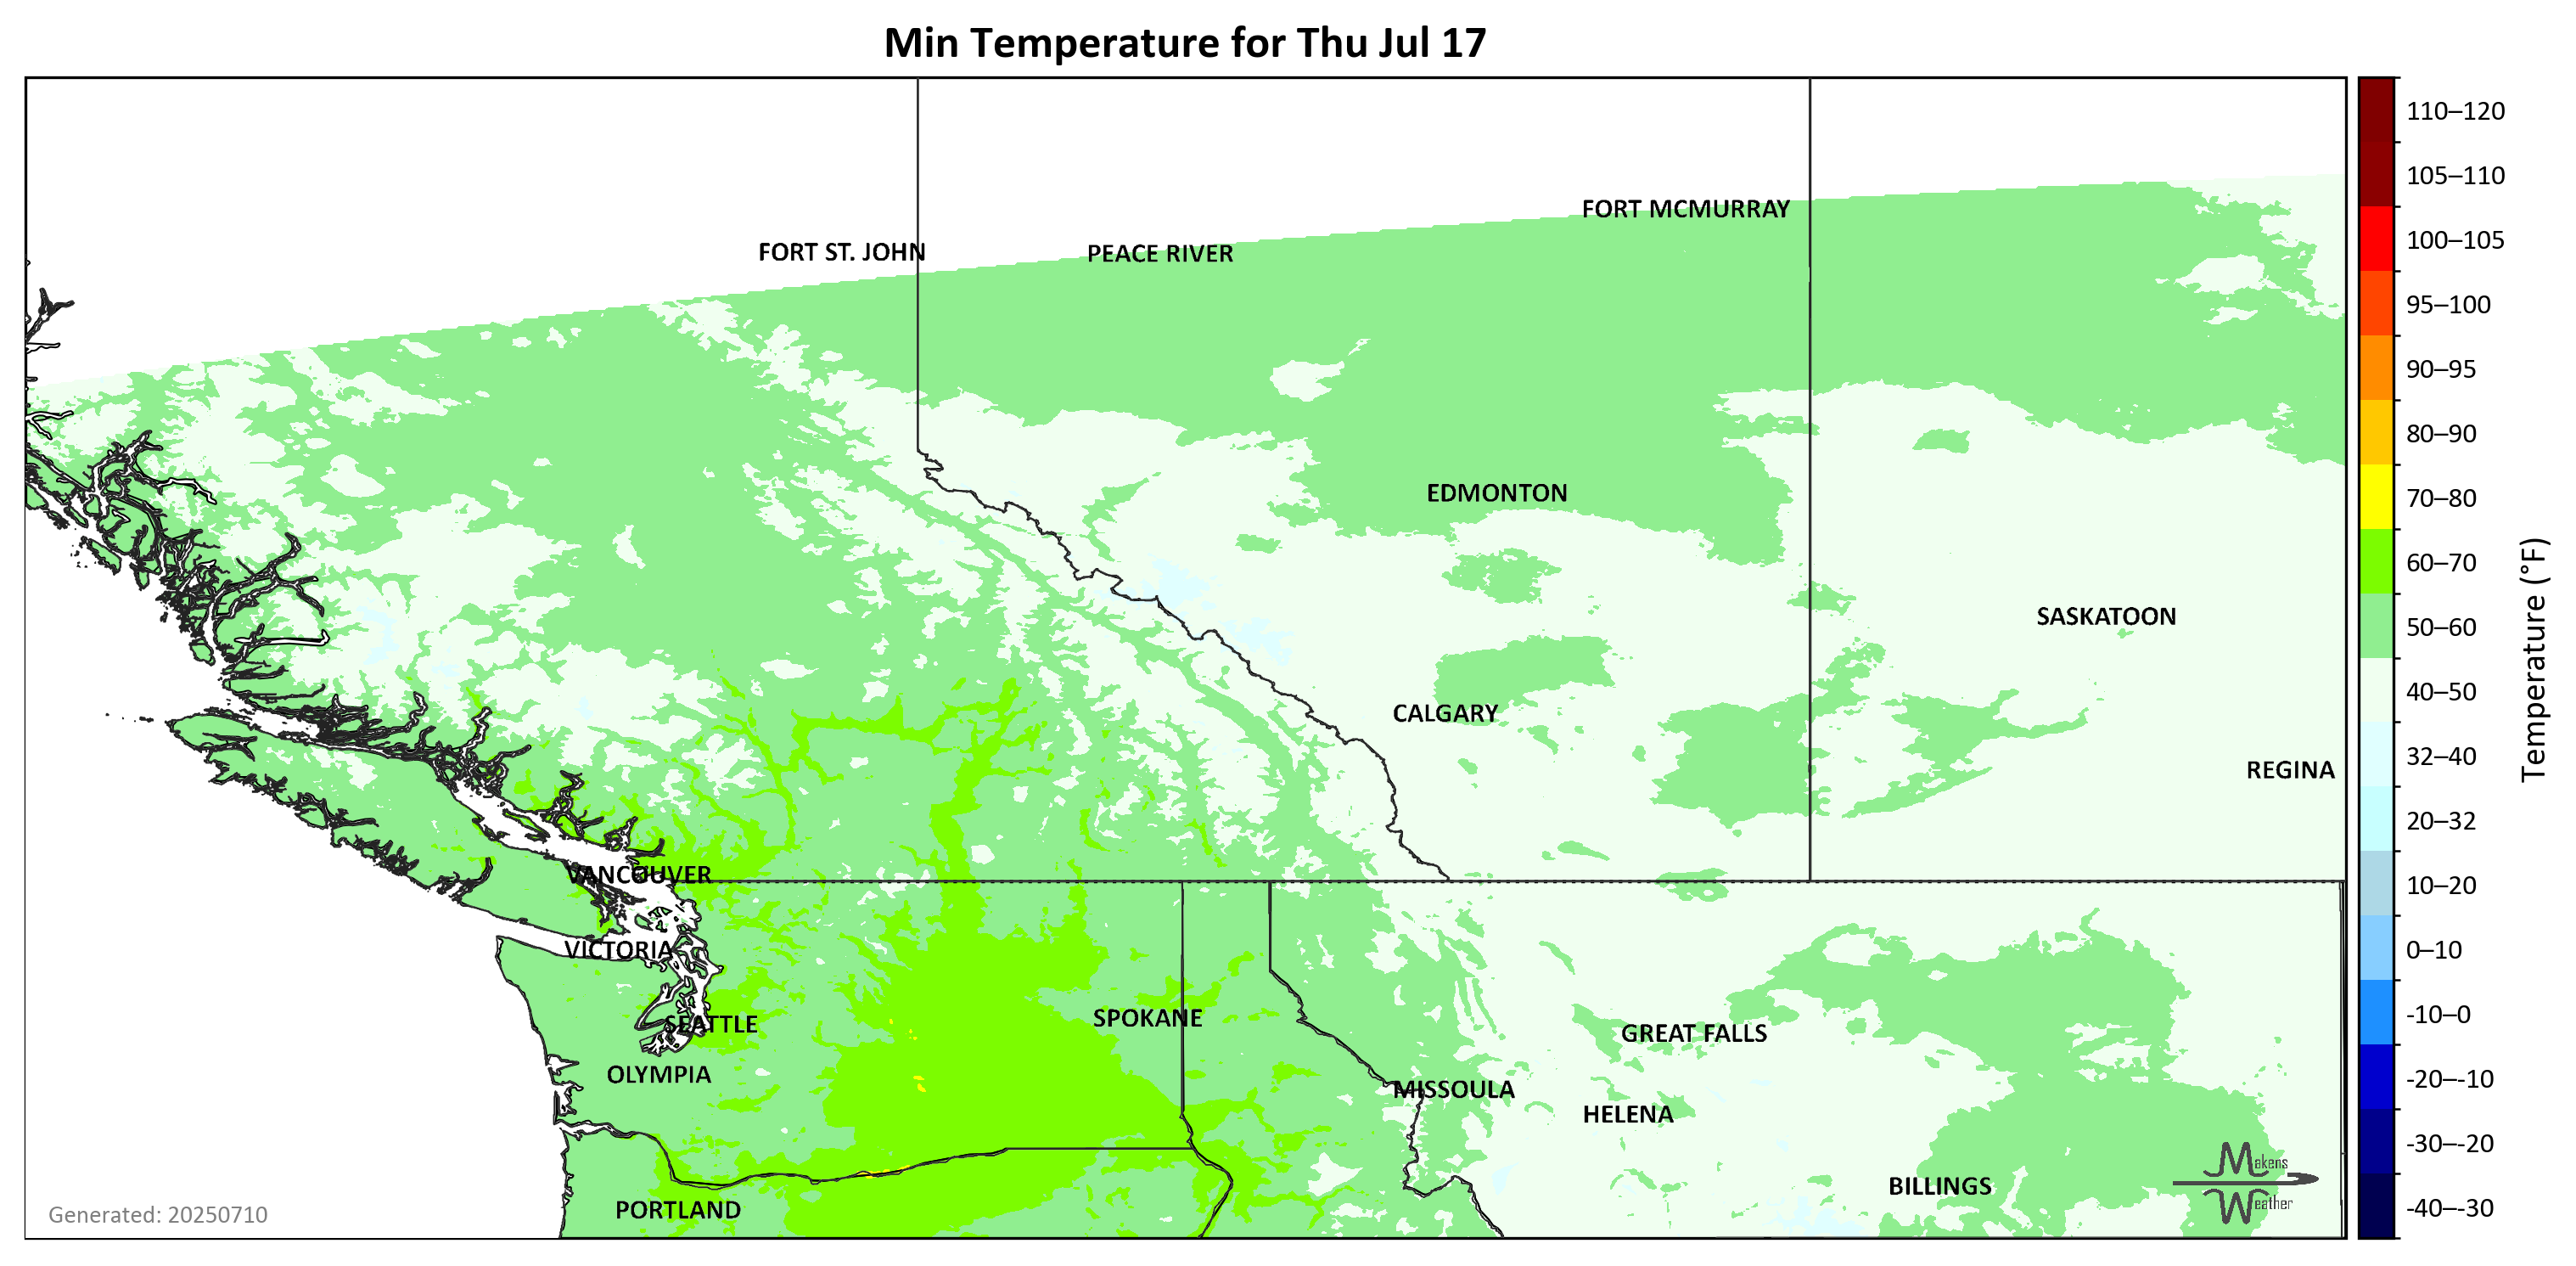 Min Temperature for Thu Jul 17
110–120
105–110
100–105
95–100
90–95
80–90
70–80
60–70
50–60
40–50
32–40
20–32
10–20
0–10
-10–0
-20–-10
-30–-20
-40–-30
Temperature (°F)
FORT MCMURRAY
FORT ST. JOHN
PEACE RIVER
EDMONTON
SASKATOON
CALGARY
REGINA
VANCOUVER
VICTORIA
SPOKANE
SEATTLE
GREAT FALLS
OLYMPIA
MISSOULA
HELENA
BILLINGS
PORTLAND
Makens
Weather
Generated: 20250710